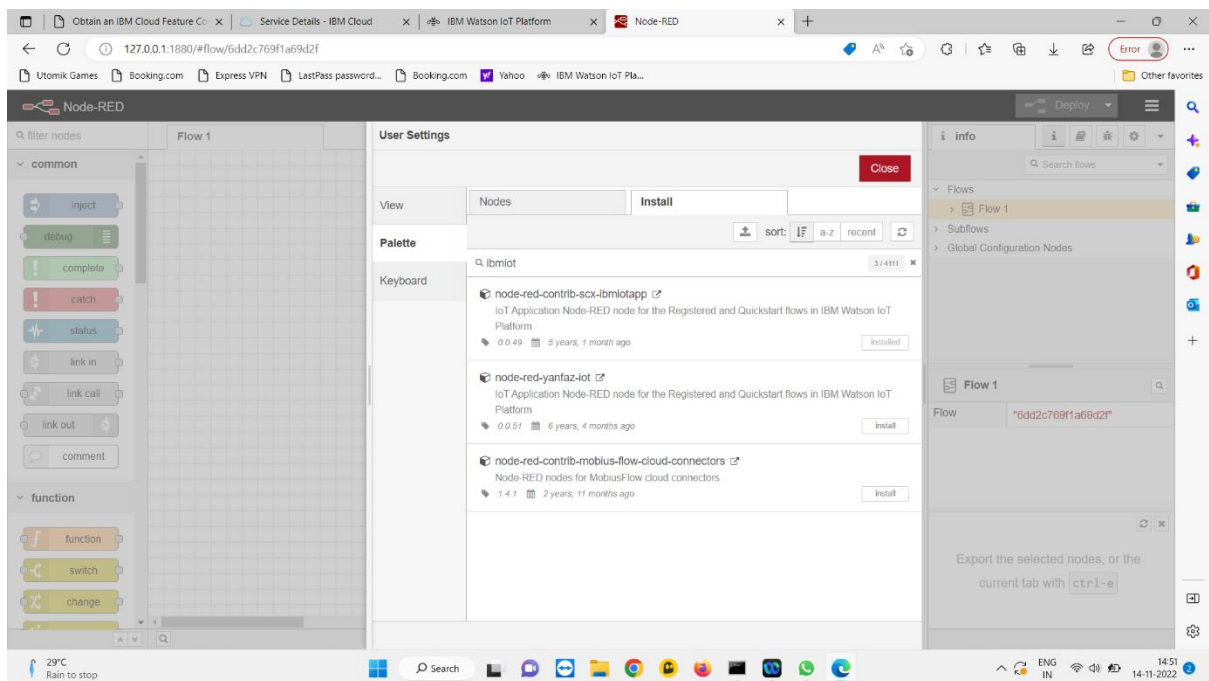 Obtain an IBM Cloud Feature Co
Service Details - IBM Cloud
IBM Watson IoT Platform
Node-RED
127.0.0.1:1880/#flow/6dd2c769f1a69d2f
Error
Utomik Games
Booking.com
Express VPN
LastPass password...
Booking.com
Yahoo
IBM Watson IoT Pla...
Other favorites
Node-RED
Deploy
filter nodes
Flow 1
User Settings
info
Close
Search flows
common
Flows
Flow 1
Subflows
Global Configuration Nodes
View
Palette
Keyboard
Nodes
Install
sort:
a-z
recent
ibmiot
3 / 4111
inject
debug
complete
catch
status
link in
link call
link out
comment
function
function
switch
change
node-red-contrib-scx-ibmiotapp
IoT Application Node-RED node for the Registered and Quickstart flows in IBM Watson IoT
Platform
0.0.49 5 years, 1 month ago
installed
node-red-yanfaz-iot
IoT Application Node-RED node for the Registered and Quickstart flows in IBM Watson IoT
Platform
0.0.51 6 years, 4 months ago
install
node-red-contrib-mobius-flow-cloud-connectors
Node-RED nodes for MobiusFlow cloud connectors
1.4.1 2 years, 11 months ago
install
Flow 1
Flow "6dd2c769f1a69d2f"
Export the selected nodes, or the
current tab with ctrl-e
29°C
Rain to stop
Search
ENG
IN
14:51
14-11-2022
2